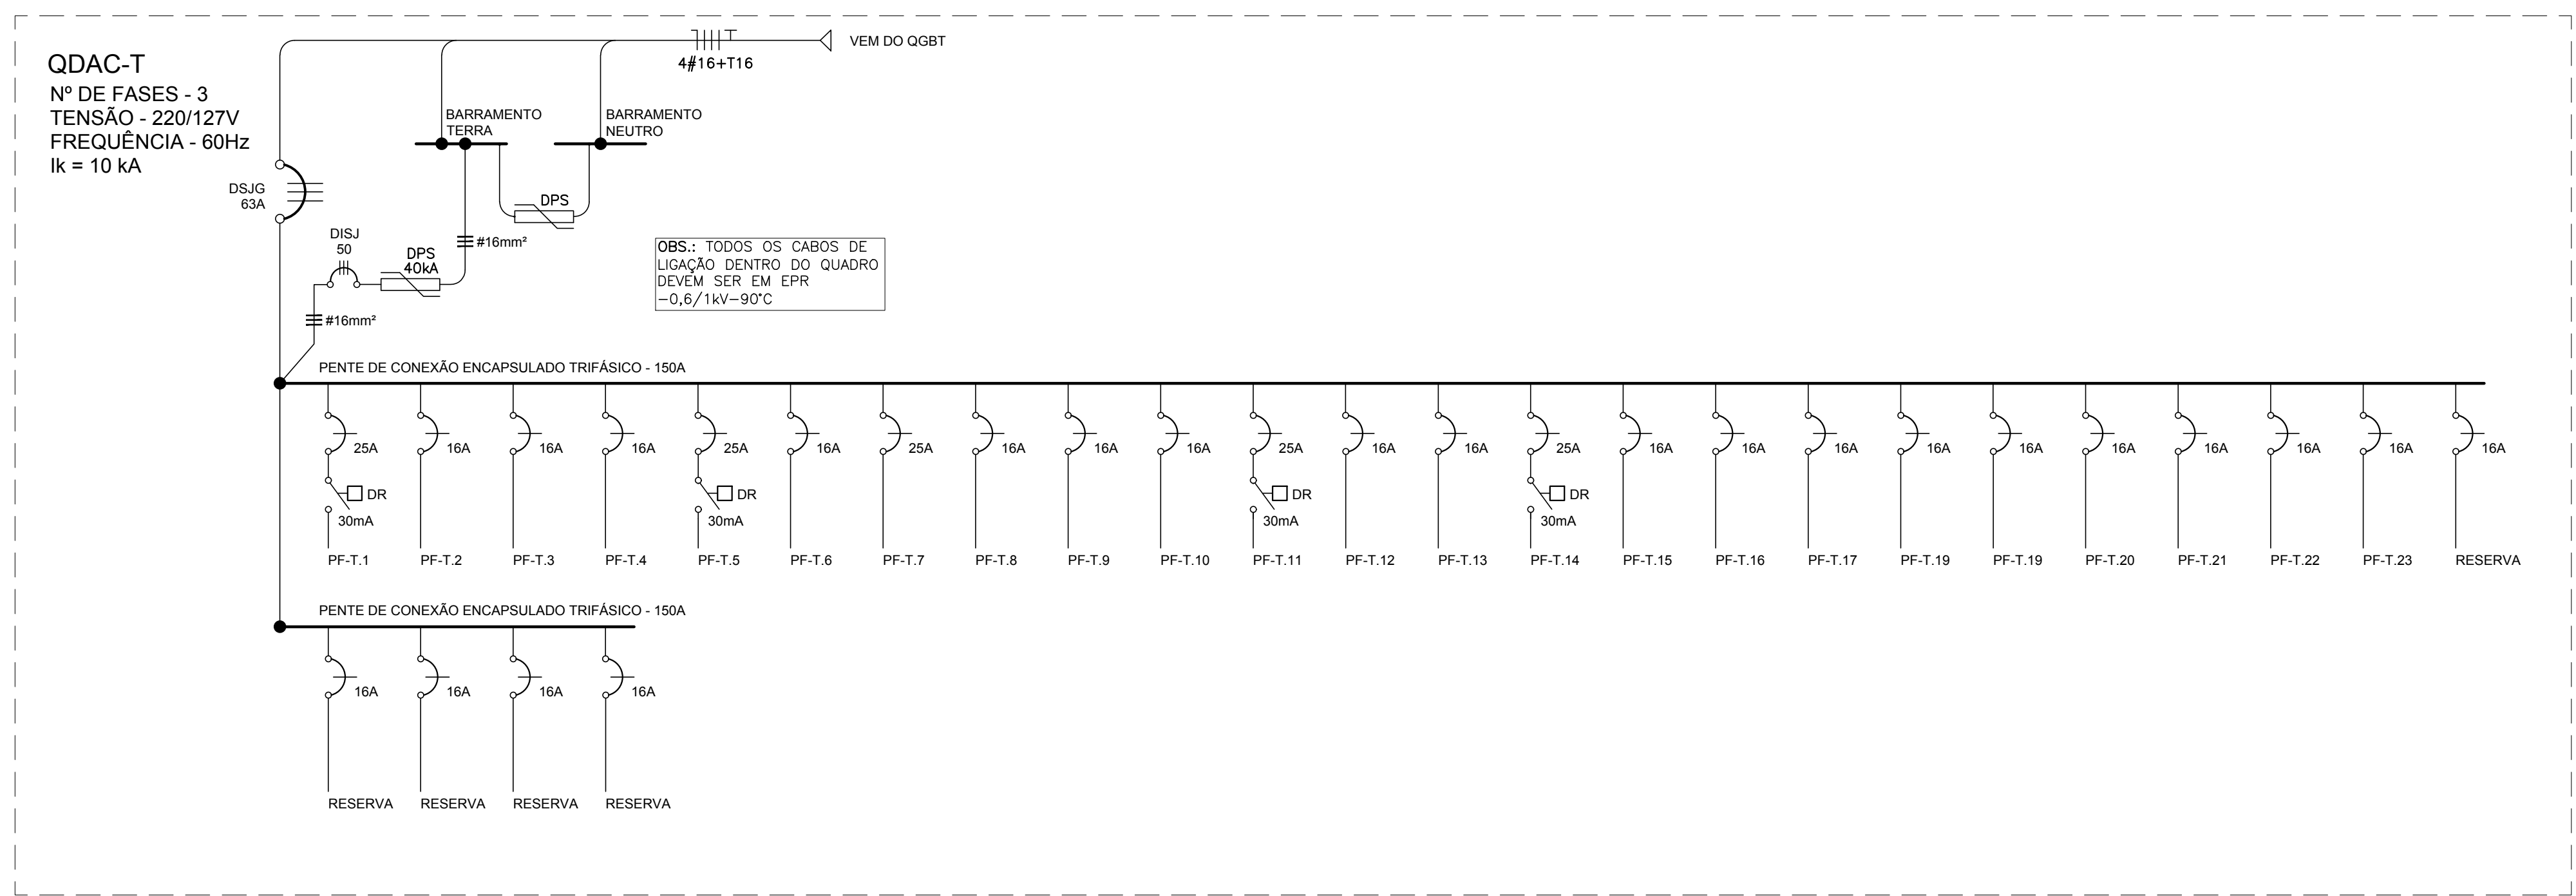 QDAC-T
Nº DE FASES - 3
TENSÃO - 220/127V
FREQUÊNCIA - 60Hz
Ik = 10 kA
VEM DO QGBT
4#16+T16
BARRAMENTO
TERRA
BARRAMENTO
NEUTRO
DSJG
63A
DPS
#16mm²
DISJ
50
DPS
40kA
#16mm²
OBS.: TODOS OS CABOS DE
LIGAÇÃO DENTRO DO QUADRO
DEVEM SER EM EPR
-0,6/1kV-90°C
PENTE DE CONEXÃO ENCAPSULADO TRIFÁSICO - 150A
25A
16A
16A
16A
25A
16A
25A
16A
16A
16A
25A
16A
16A
25A
16A
16A
16A
16A
16A
16A
16A
16A
16A
16A
DR
30mA
DR
30mA
DR
30mA
DR
30mA
PF-T.1
PF-T.2
PF-T.3
PF-T.4
PF-T.5
PF-T.6
PF-T.7
PF-T.8
PF-T.9
PF-T.10
PF-T.11
PF-T.12
PF-T.13
PF-T.14
PF-T.15
PF-T.16
PF-T.17
PF-T.19
PF-T.19
PF-T.20
PF-T.21
PF-T.22
PF-T.23
RESERVA
PENTE DE CONEXÃO ENCAPSULADO TRIFÁSICO - 150A
16A
16A
16A
16A
RESERVA
RESERVA
RESERVA
RESERVA